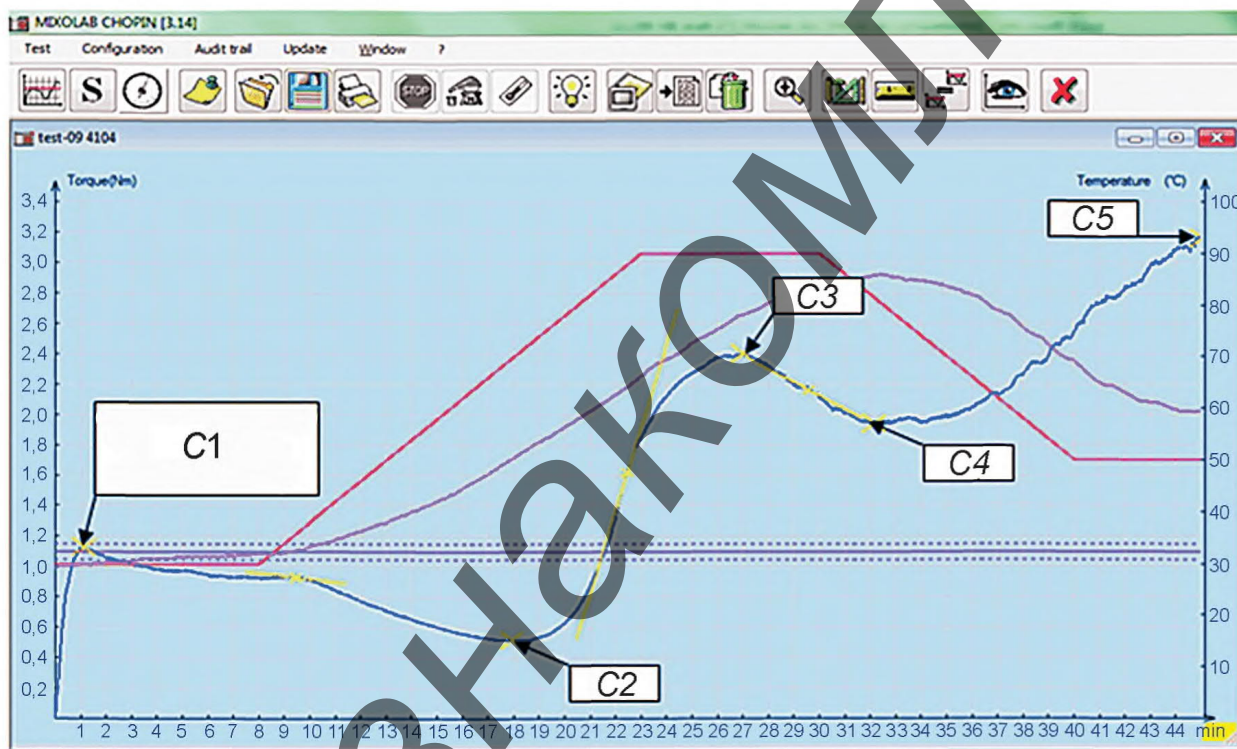 MIXOLAB CHOPIN [3.14]
Test Configuration Audit trail Update Window ?
S STOP
test-09 4104
Torque(Nm) Temperature (°C)
3,4 100
3,2
3,0 90
2,8
2,6 80
2,4 70
2,2
2,0 60
1,8
1,6 50
1,4
1,2 40
1,0 30
0,8
0,6 20
0,4 10
0,2
C1
C2
C3
C4
C5
1 2 3 4 5 6 7 8 9 10 11 12 13 14 15 16 17 18 19 20 21 22 23 24 25 26 27 28 29 30 31 32 33 34 35 36 37 38 39 40 41 42 43 44 min